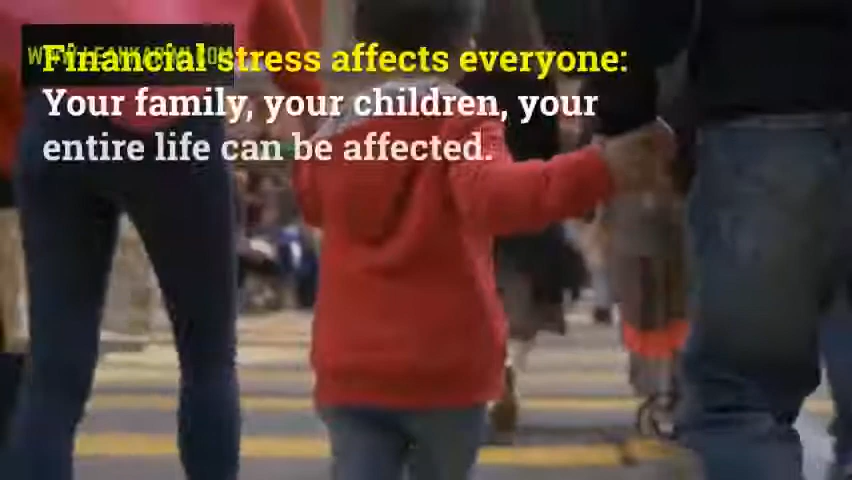 Financial stress affects everyone:
Your family, your children, your
entire life can be affected.